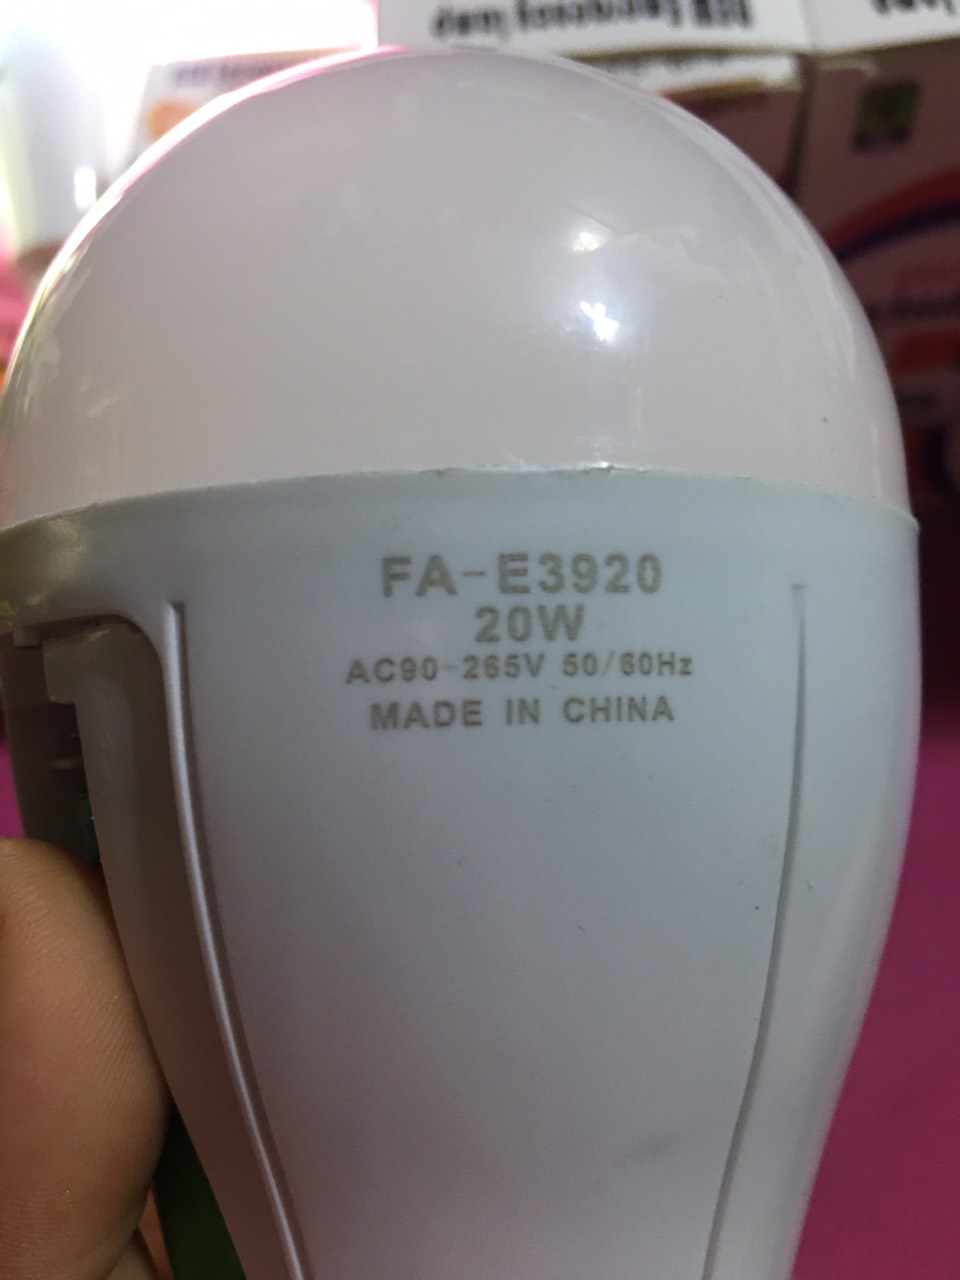 FA-E3920
20W
AC90-265V 50/60Hz
MADE IN CHINA